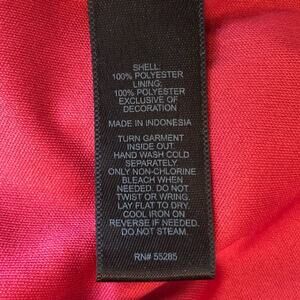 SHELL:
100% POLYESTER
LINING:
100% POLYESTER
EXCLUSIVE OF
DECORATION
MADE IN INDONESIA
TURN GARMENT
INSIDE OUT.
HAND WASH COLD
SEPARATELY.
ONLY NON-CHLORINE
BLEACH WHEN
NEEDED. DO NOT
TWIST OR WRING.
LAY FLAT TO DRY.
COOL IRON ON
REVERSE IF NEEDED.
DO NOT STEAM.
RN# 55285